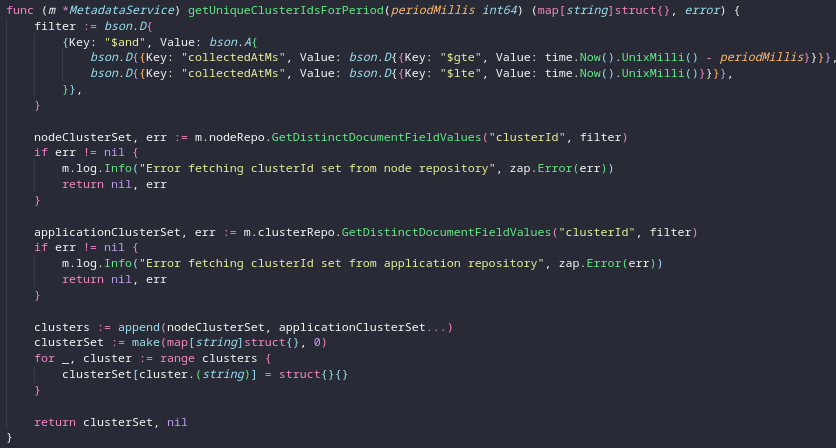 func (m *MetadataService) getUniqueClusterIdsForPeriod(periodMillis int64) (map[string]struct{}, error) {
    filter := bson.D{
        {Key: "$and", Value: bson.A{
            bson.D{{Key: "collectedAtMs", Value: bson.D{{Key: "$gte", Value: time.Now().UnixMilli() - periodMillis}}}},
            bson.D{{Key: "collectedAtMs", Value: bson.D{{Key: "$lte", Value: time.Now().UnixMilli()}}}},
        }},
    }

    nodeClusterSet, err := m.nodeRepo.GetDistinctDocumentFieldValues("clusterId", filter)
    if err != nil {
        m.log.Info("Error fetching clusterId set from node repository", zap.Error(err))
        return nil, err
    }

    applicationClusterSet, err := m.clusterRepo.GetDistinctDocumentFieldValues("clusterId", filter)
    if err != nil {
        m.log.Info("Error fetching clusterId set from application repository", zap.Error(err))
        return nil, err
    }

    clusters := append(nodeClusterSet, applicationClusterSet...)
    clusterSet := make(map[string]struct{}, 0)
    for _, cluster := range clusters {
        clusterSet[cluster.(string)] = struct{}{}
    }

    return clusterSet, nil
}